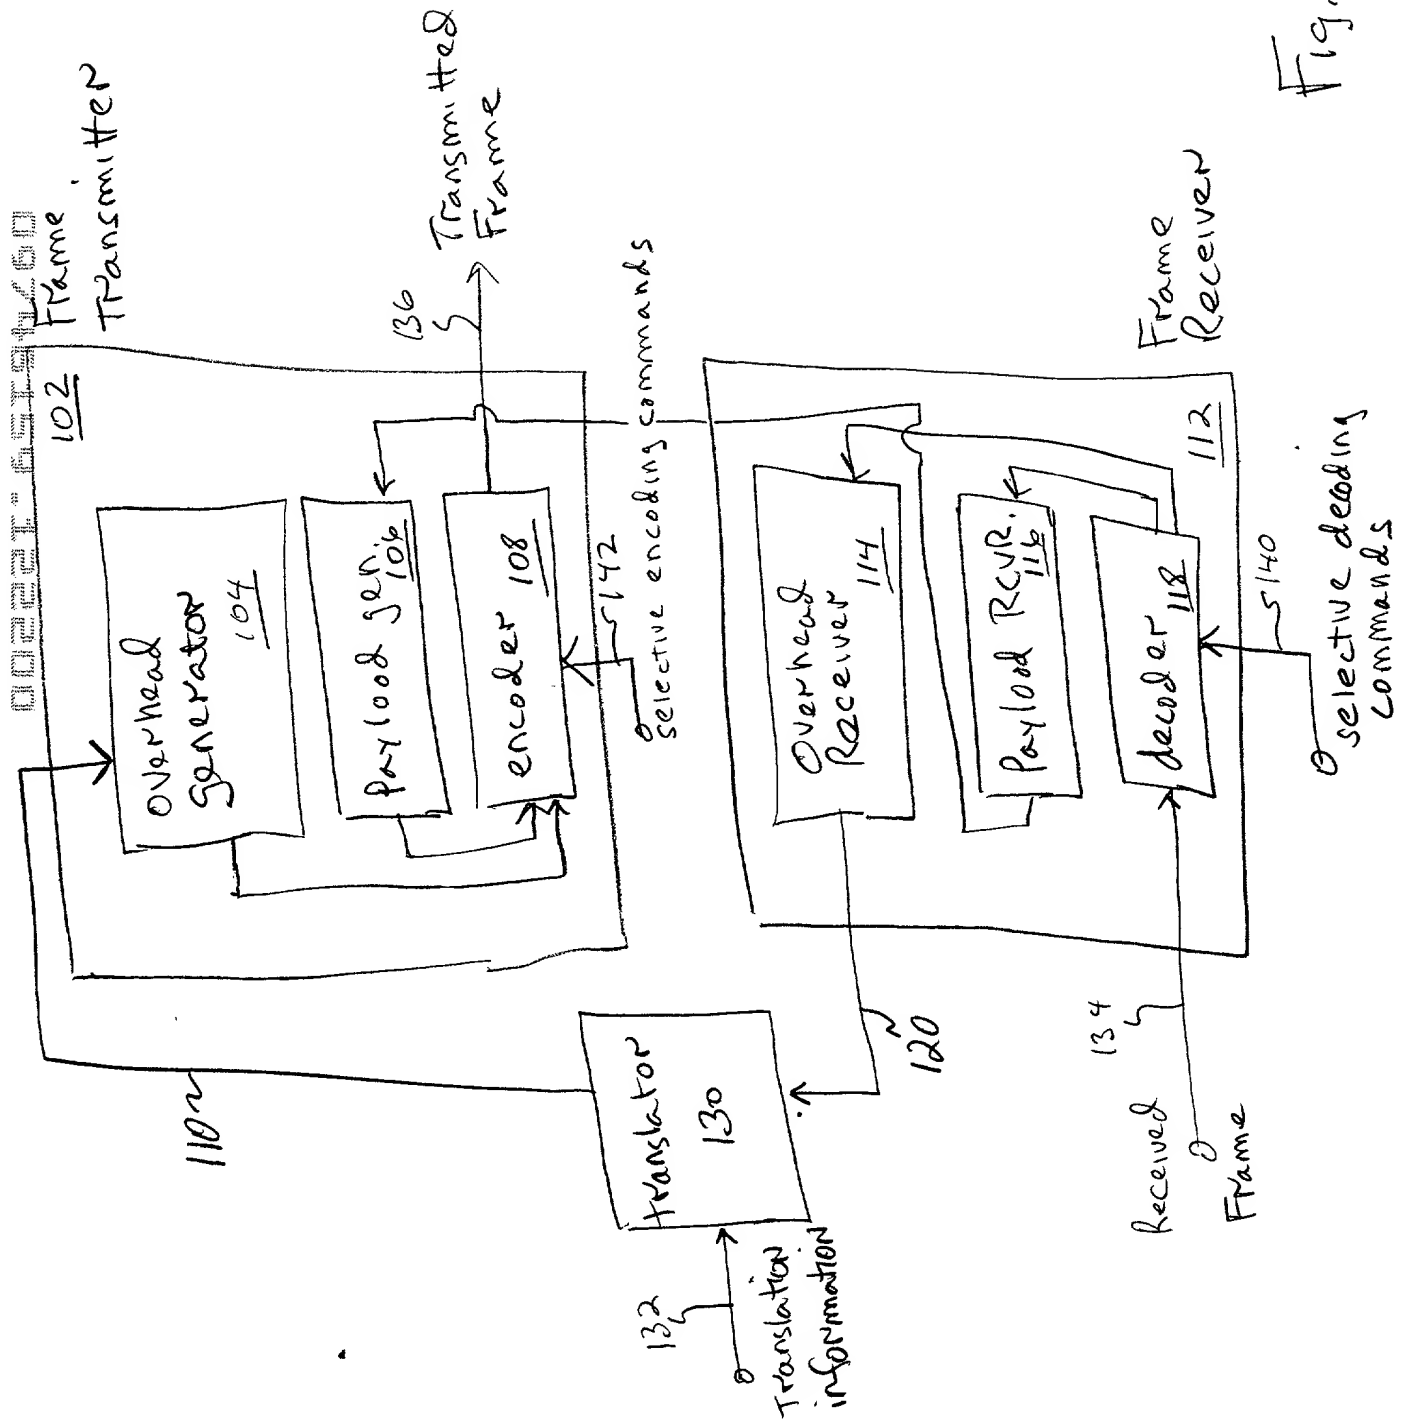 Frame
Transmitter
102
Overhead
generator
104
Payload gen.
106
encoder 108
136
Transmitted
Frame
142
selective encoding commands
110
translator
130
132
Translation
information
120
Overhead
Receiver
114
Payload RCVR.
116
decoder 118
112
Frame
Receiver
134
Received
Frame
140
selective decoding
commands
Fig.